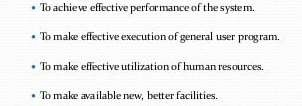 • To achieve effective performance of the system.
• To make effective execution of general user program.
• To make effective utilization of human resources.
• To make available new, better facilities.